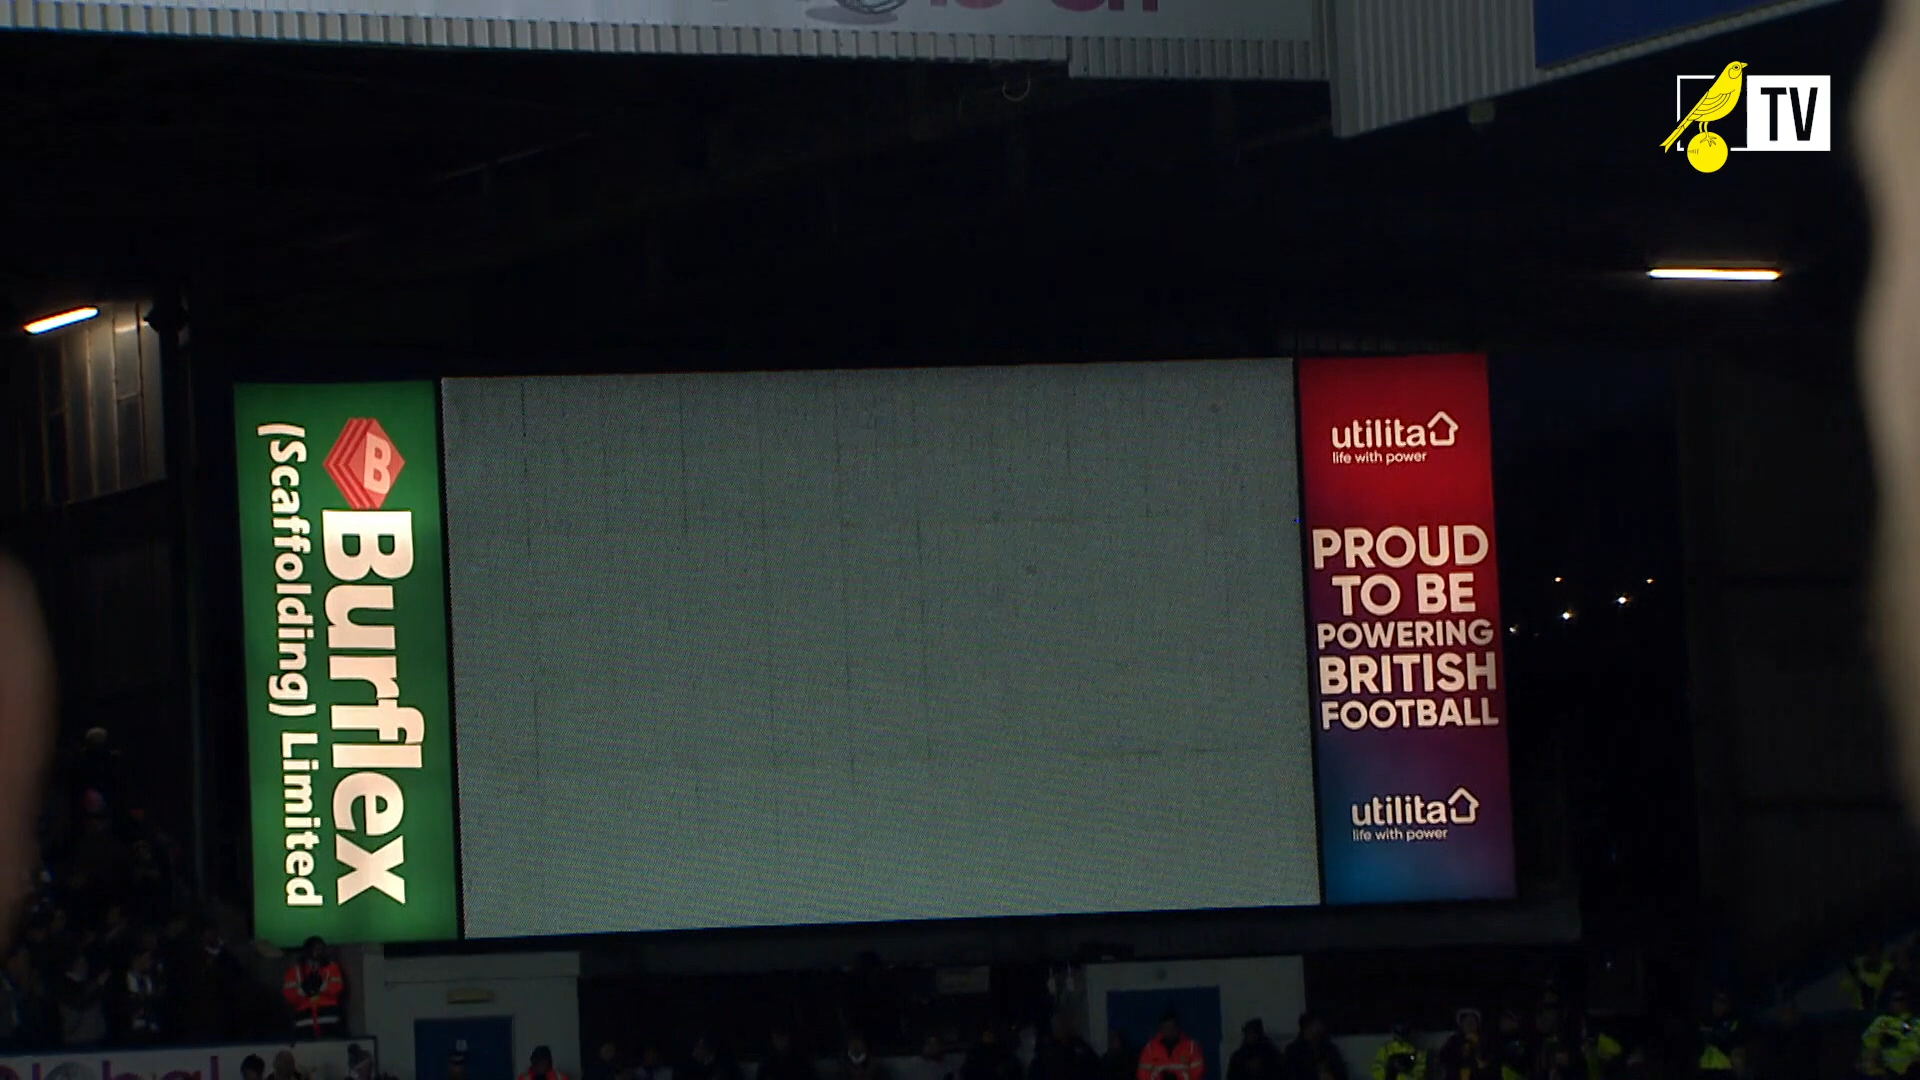 TV
B
Burflex
(Scaffolding) Limited
utilita
life with power
PROUD
TO BE
POWERING
BRITISH
FOOTBALL
utilita
life with power